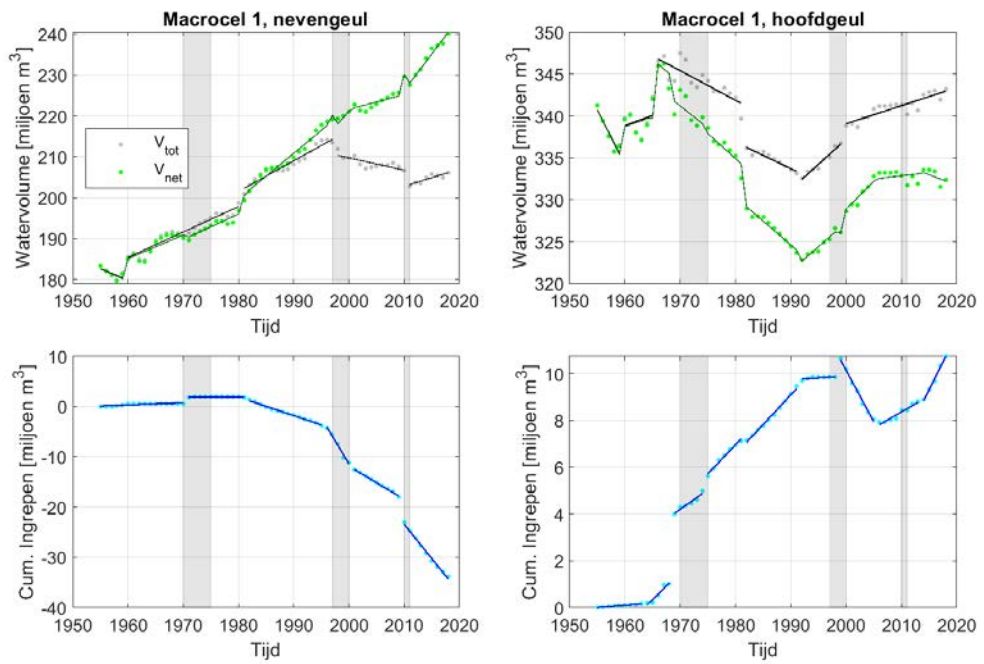 Macrocel 1, nevengeul
Watervolume [miljoen m³]
240
230
220
210
200
190
180
V_tot
V_net
1950 1960 1970 1980 1990 2000 2010 2020
Tijd
Macrocel 1, hoofdgeul
Watervolume [miljoen m³]
350
345
340
335
330
325
320
1950 1960 1970 1980 1990 2000 2010 2020
Tijd
Cum. Ingrepen [miljoen m³]
10
0
-10
-20
-30
-40
1950 1960 1970 1980 1990 2000 2010 2020
Tijd
Cum. Ingrepen [miljoen m³]
10
8
6
4
2
0
1950 1960 1970 1980 1990 2000 2010 2020
Tijd